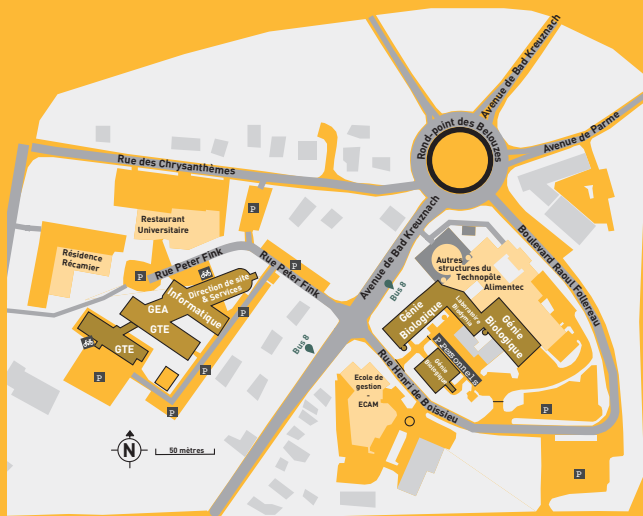 Avenue de Bad Kreuznach
Rond-point des Belouzes
Avenue de Parme
Rue des Chrysanthèmes
P
Restaurant
Universitaire
Avenue de Bad Kreuznach
Boulevard Raoul Follereau
Résidence
Récamier
Rue Peter Fink
Rue Peter Fink
P
Direction de site
& Services
Informatique
GEA
GTE
GTE
P
P
P
P
P
Autres
structures du
Technopôle
Alimentec
Bus 8
Bus 8
Génie
Biologique
Laboratoire
Biodymia
Génie
Biologique
P Personnels
Génie
Biologique
Rue Henri de Boissieu
Ecole de
gestion
-
ECAM
P
P
N
50 mètres